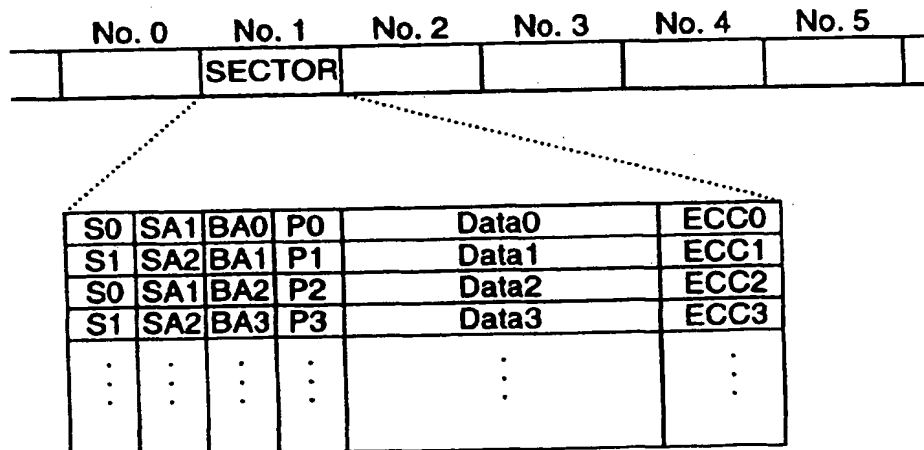 No. 0 No. 1 No. 2 No. 3 No. 4 No. 5
SECTOR
S0 SA1 BA0 P0 Data0 ECC0
S1 SA2 BA1 P1 Data1 ECC1
S0 SA1 BA2 P2 Data2 ECC2
S1 SA2 BA3 P3 Data3 ECC3